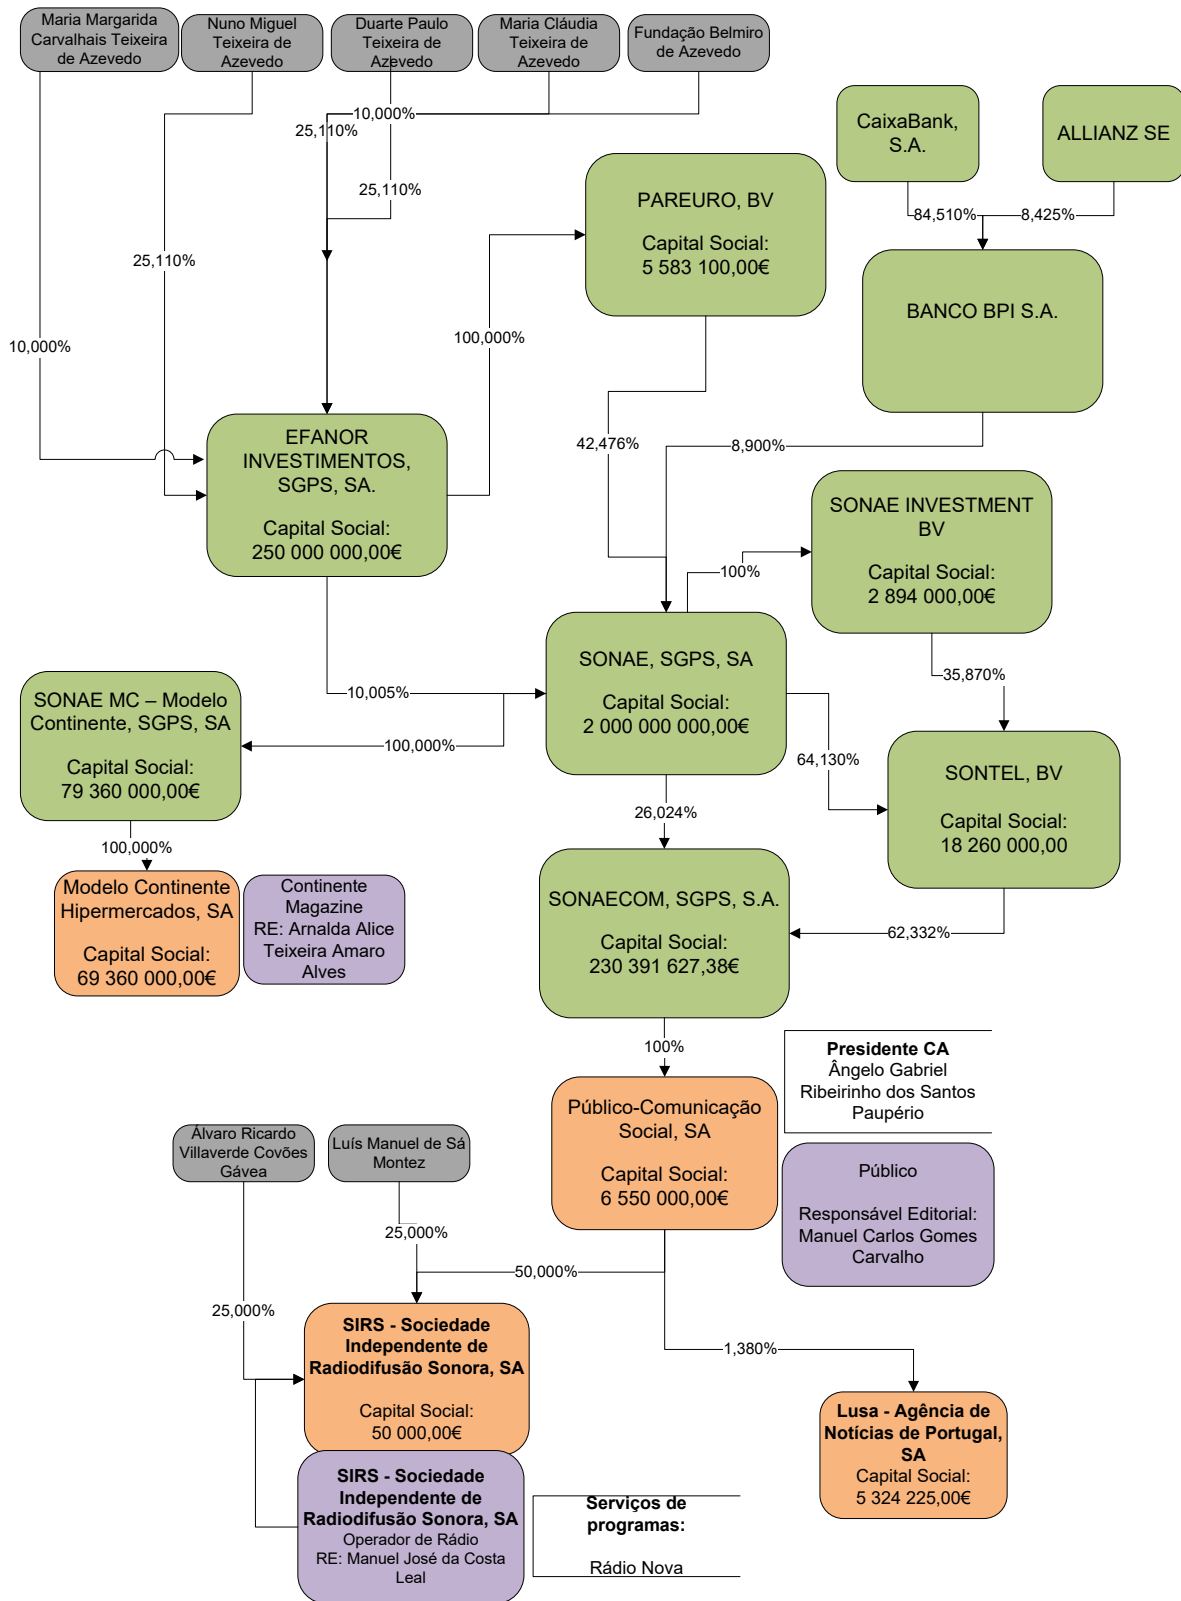 Maria Margarida
Carvalhais Teixeira
de Azevedo
Nuno Miguel
Teixeira de
Azevedo
Duarte Paulo
Teixeira de
Azevedo
Maria Cláudia
Teixeira de
Azevedo
Fundação Belmiro
de Azevedo
CaixaBank,
S.A.
ALLIANZ SE
10,000%
25,110%
25,110%
25,110%
10,000%
PAREURO, BV
Capital Social:
5 583 100,00€
84,510%
8,425%
BANCO BPI S.A.
100,000%
EFANOR
INVESTIMENTOS,
SGPS, SA.
Capital Social:
250 000 000,00€
42,476%
8,900%
SONAE INVESTMENT
BV
Capital Social:
2 894 000,00€
100%
SONAE, SGPS, SA
Capital Social:
2 000 000 000,00€
10,005%
35,870%
SONAE MC – Modelo
Continente, SGPS, SA
Capital Social:
79 360 000,00€
100,000%
64,130%
SONTEL, BV
Capital Social:
18 260 000,00
26,024%
100,000%
Modelo Continente
Hipermercados, SA
Capital Social:
69 360 000,00€
Continente
Magazine
RE: Arnalda Alice
Teixeira Amaro
Alves
SONAECOM, SGPS, S.A.
Capital Social:
230 391 627,38€
62,332%
100%
Presidente CA
Ângelo Gabriel
Ribeirinho dos Santos
Paupério
Público-Comunicação
Social, SA
Capital Social:
6 550 000,00€
Público
Responsável Editorial:
Manuel Carlos Gomes
Carvalho
Álvaro Ricardo
Villaverde Covões
Gávea
Luís Manuel de Sá
Montez
25,000%
50,000%
25,000%
1,380%
SIRS - Sociedade
Independente de
Radiodifusão Sonora, SA
Capital Social:
50 000,00€
Lusa - Agência de
Notícias de Portugal,
SA
Capital Social:
5 324 225,00€
SIRS - Sociedade
Independente de
Radiodifusão Sonora, SA
Operador de Rádio
RE: Manuel José da Costa
Leal
Serviços de
programas:
Rádio Nova